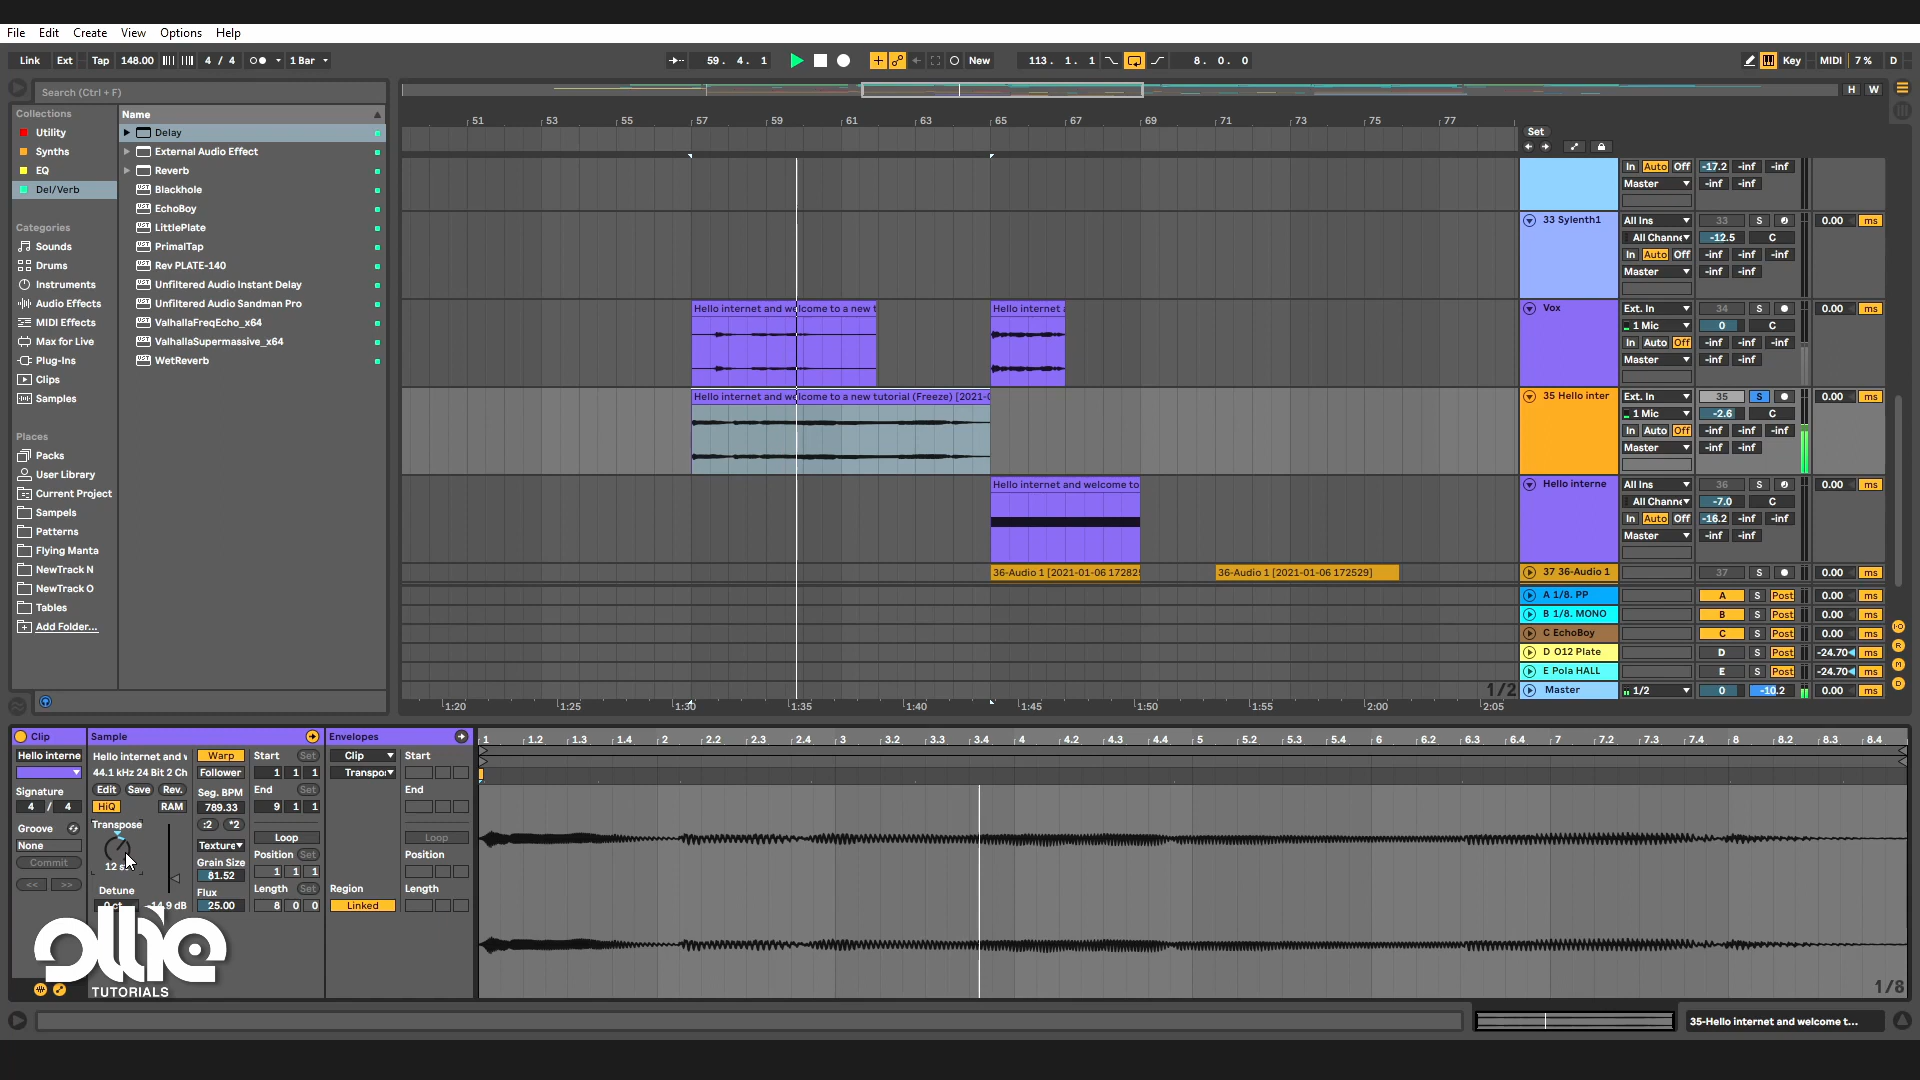 File Edit Create View Options Help
Link Ext Tap 148.00 4 / 4 1 Bar 59. 4. 1 New 113. 1. 1 8. 0. 0 Key MIDI 7 % D
Search (Ctrl + F)
H W
Collections
Utility
Synths
EQ
Del/Verb
Categories
Sounds
Drums
Instruments
Audio Effects
MIDI Effects
Max for Live
Plug-Ins
Clips
Samples
Places
Packs
User Library
Current Project
Sampels
Patterns
Flying Manta
NewTrack N
NewTrack O
Tables
Add Folder...
Name
Delay
External Audio Effect
Reverb
Blackhole
EchoBoy
LittlePlate
PrimalTap
Rev PLATE-140
Unfiltered Audio Instant Delay
Unfiltered Audio Sandman Pro
ValhallaFreqEcho_x64
ValhallaSupermassive_x64
WetReverb
51 53 55 57 59 61 63 65 67 69 71 73 75 77
Set
In Auto Off -17.2 -inf -inf
Master -inf -inf
33 Sylenth1 All Ins 33 S 0.00 ms
All Channe -12.5 C
In Auto Off -inf -inf -inf
Master -inf -inf
Hello internet and welcome to a new t
Hello internet a
Vox Ext. In 34 S 0.00 ms
1 Mic 0 C
In Auto Off -inf -inf -inf
Master -inf -inf
Hello internet and welcome to a new tutorial (Freeze) [2021-0
35 Hello inter Ext. In 35 S 0.00 ms
1 Mic -2.6 C
In Auto Off -inf -inf -inf
Master -inf -inf
Hello internet and welcome to
Hello interne All Ins 36 S 0.00 ms
All Channe -7.0 C
In Auto Off -16.2 -inf -inf
Master -inf -inf
36-Audio 1 [2021-01-06 17282
36-Audio 1 [2021-01-06 172529]
37 36-Audio 1 37 S 0.00 ms
A 1/8. PP A S Post 0.00 ms
B 1/8. MONO B S Post 0.00 ms
C EchoBoy C S Post 0.00 ms
D O12 Plate D S Post -24.70 ms
E Pola HALL E S Post -24.70 ms
1/2 Master 1/2 0 -10.2 0.00 ms
1:20 1:25 1:30 1:35 1:40 1:45 1:50 1:55 2:00 2:05
I·O
R
M
D
Clip
Hello interne
Signature
4 / 4
Groove
None
Commit
<< >>
Sample
Hello internet and
44.1 kHz 24 Bit 2 Ch
Edit Save Rev.
HiQ RAM
Transpose
12 s
Detune
0 ct -14.9 dB
Warp
Follower
Seg. BPM
789.33
:2 *2
Texture
Grain Size
81.52
Flux
25.00
Start Set
1 1 1
End Set
9 1 1
Loop
Position Set
1 1 1
Length Set
8 0 0
Envelopes
Clip
Transpo
Region
Linked
Start
End
Loop
Position
Length
1 1.2 1.3 1.4 2 2.2 2.3 2.4 3 3.2 3.3 3.4 4 4.2 4.3 4.4 5 5.2 5.3 5.4 6 6.2 6.3 6.4 7 7.2 7.3 7.4 8 8.2 8.3 8.4
1/8
ollie
TUTORIALS
35-Hello internet and welcome t...